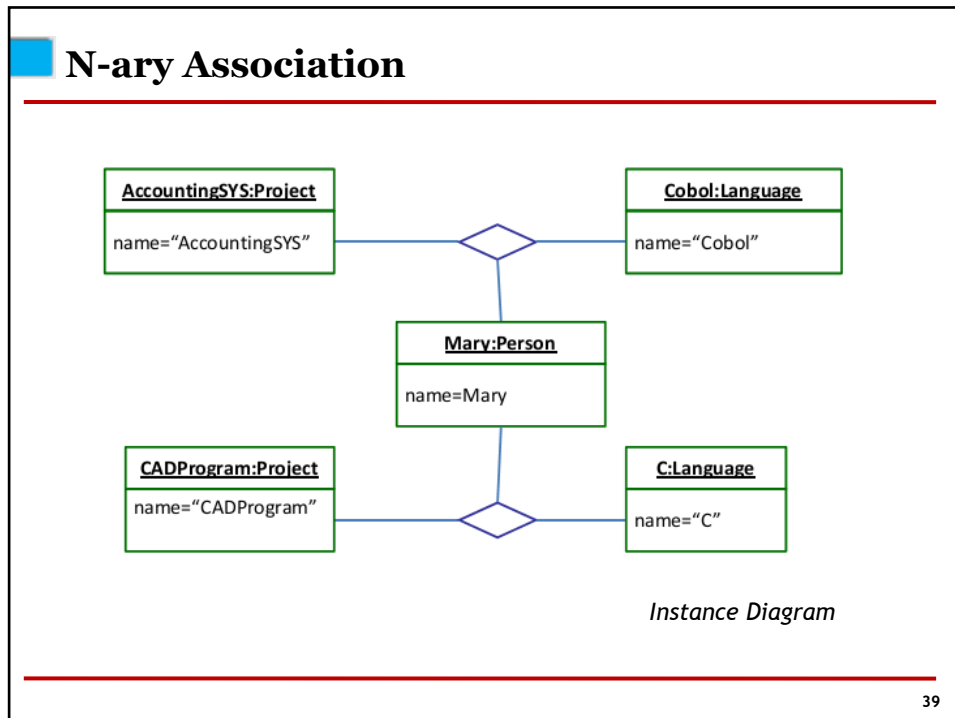 N-ary Association
AccountingSYS:Project
name=“AccountingSYS”
Cobol:Language
name=“Cobol”
Mary:Person
name=Mary
CADProgram:Project
name=“CADProgram”
C:Language
name=“C”
Instance Diagram
39